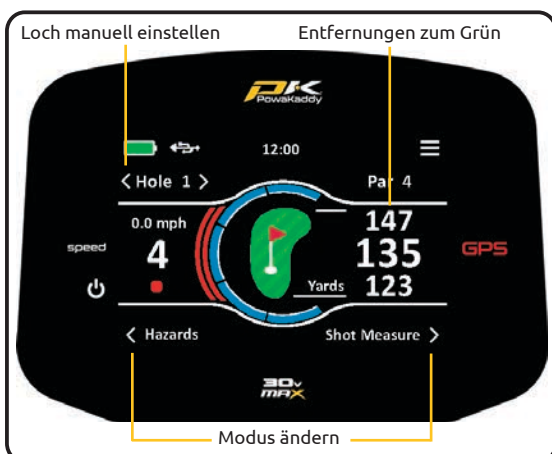 Loch manuell einstellen
Entfernungen zum Grün
PK
PowaKaddy
12:00
< Hole 1 >
Par 4
0.0 mph
147
speed
4
135
GPS
Yards
123
< Hazards
Shot Measure >
30v
MAX
Modus ändern